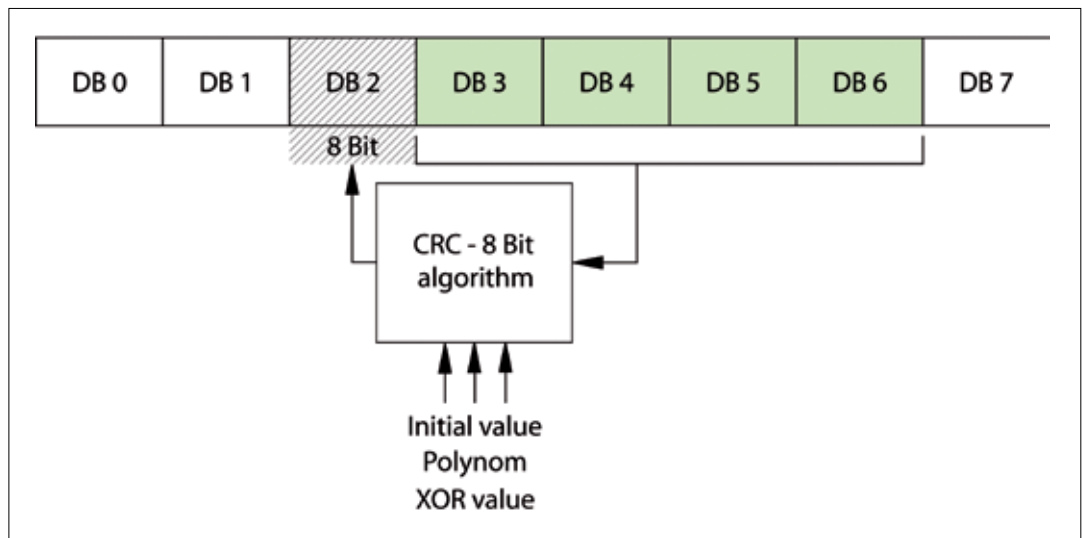 DB 0 DB 1 DB 2 DB 3 DB 4 DB 5 DB 6 DB 7
8 Bit
CRC - 8 Bit
algorithm
Initial value
Polynom
XOR value